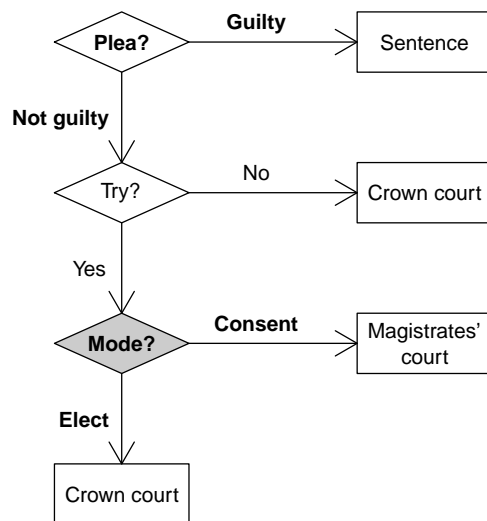 Guilty
Plea?
Sentence
Not guilty
No
Try?
Crown court
Yes
Consent
Mode?
Magistrates'
court
Elect
Crown court